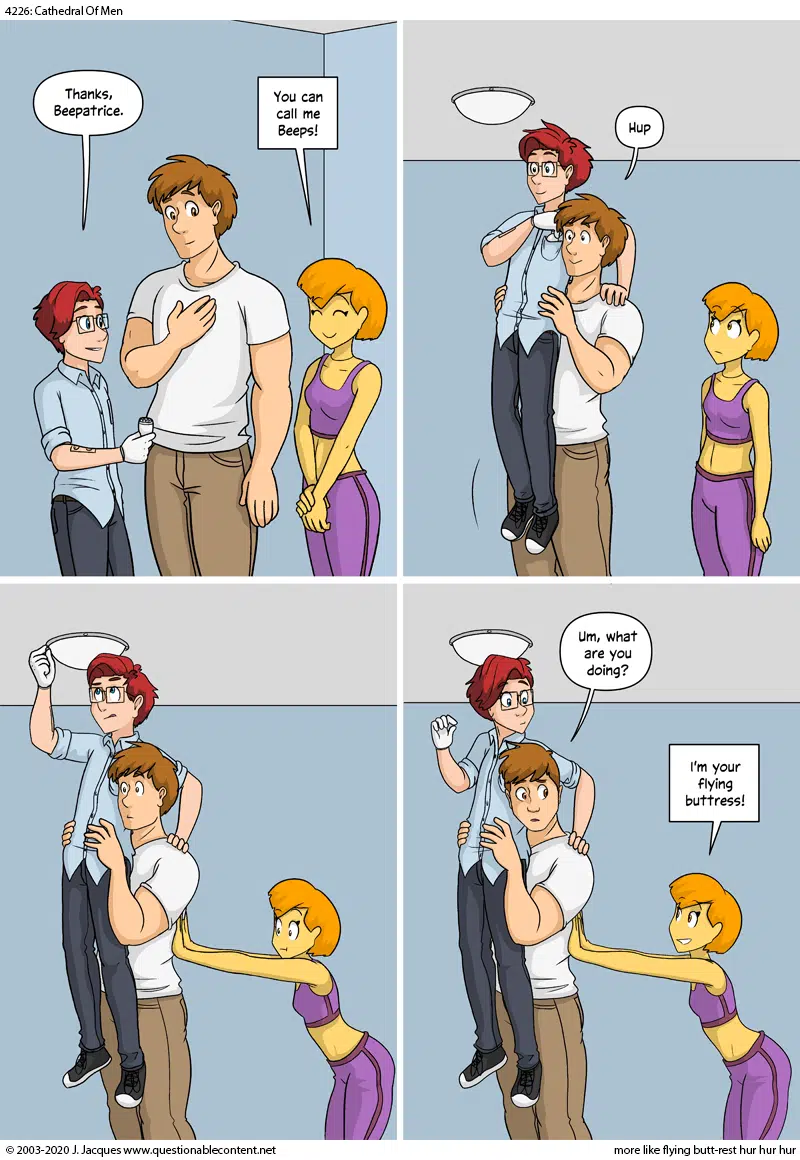 4226: Cathedral Of Men
Thanks,
Beepatrice.
You can
call me
Beeps!
Hup
Um, what
are you
doing?
I'm your
flying
buttress!
© 2003-2020 J. Jacques www.questionablecontent.net
more like flying butt-rest hur hur hur